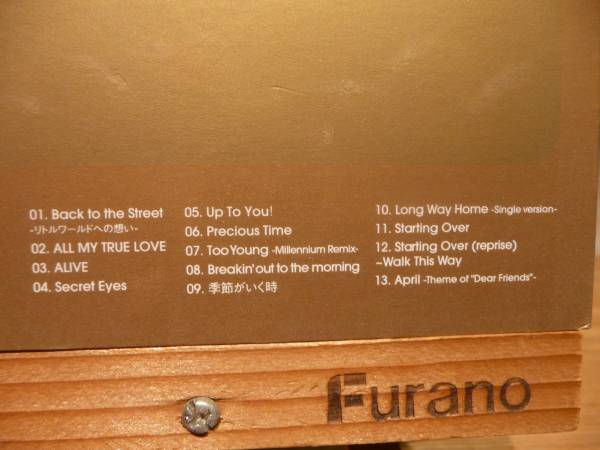 01. Back to the Street
-リトルワールドへの想い-
02. ALL MY TRUE LOVE
03. ALIVE
04. Secret Eyes
05. Up To You!
06. Precious Time
07. Too Young -Millennium Remix-
08. Breakin' out to the morning
09. 季節がいく時
10. Long Way Home -Single version-
11. Starting Over
12. Starting Over (reprise)
~Walk This Way
13. April -Theme of "Dear Friends"-
Furano